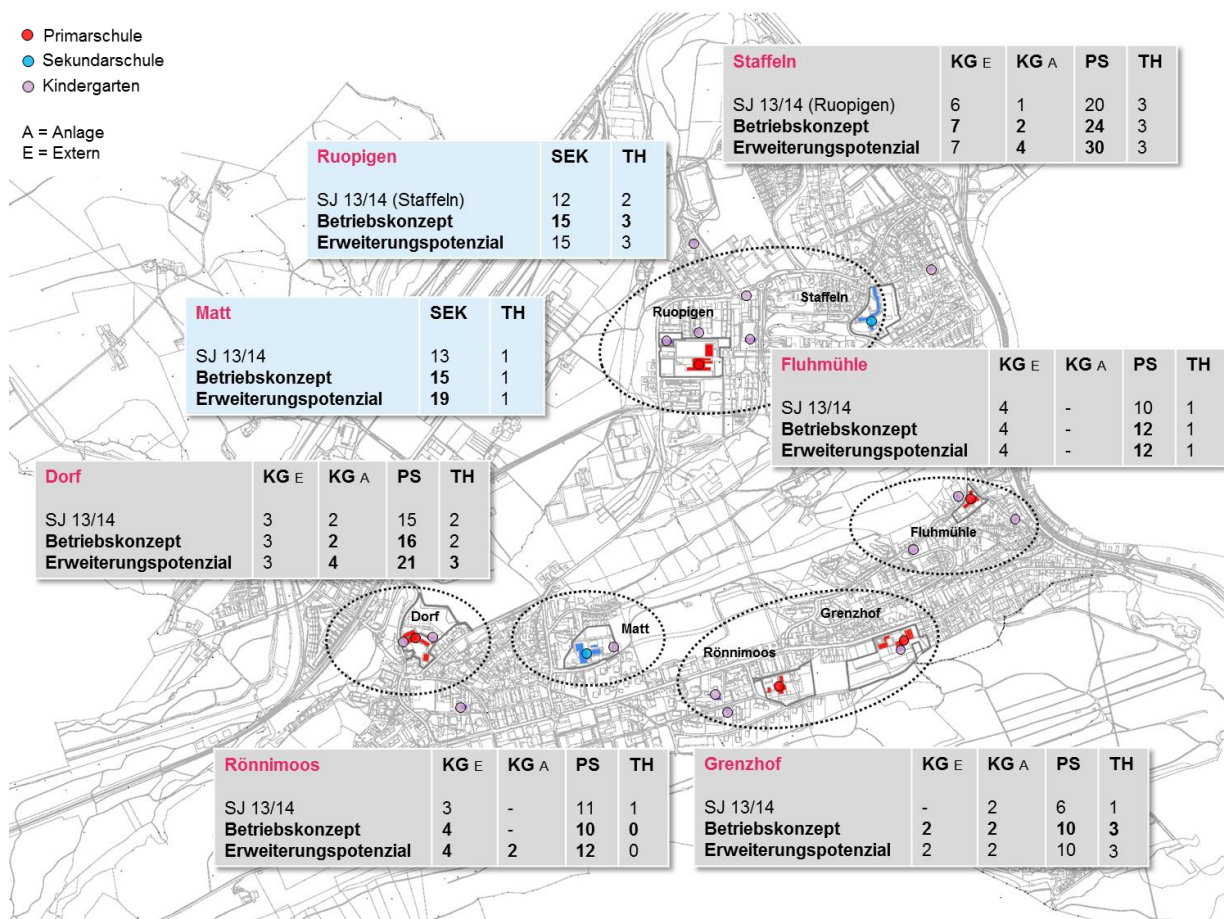 Primarschule
Sekundarschule
Kindergarten
A = Anlage
E = Extern
Staffeln KG E KG A PS TH
SJ 13/14 (Ruopigen) 6 1 20 3
Betriebskonzept 7 2 24 3
Erweiterungspotenzial 7 4 30 3
Ruopigen SEK TH
SJ 13/14 (Staffeln) 12 2
Betriebskonzept 15 3
Erweiterungspotenzial 15 3
Staffeln
Ruopigen
Matt SEK TH
SJ 13/14 13 1
Betriebskonzept 15 1
Erweiterungspotenzial 19 1
Fluhmühle KG E KG A PS TH
SJ 13/14 4 - 10 1
Betriebskonzept 4 - 12 1
Erweiterungspotenzial 4 - 12 1
Dorf KG E KG A PS TH
SJ 13/14 3 2 15 2
Betriebskonzept 3 2 16 2
Erweiterungspotenzial 3 4 21 3
Fluhmühle
Dorf
Matt
Grenzhof
Rönnimoos
Rönnimoos KG E KG A PS TH
SJ 13/14 3 - 11 1
Betriebskonzept 4 - 10 0
Erweiterungspotenzial 4 2 12 0
Grenzhof KG E KG A PS TH
SJ 13/14 - 2 6 1
Betriebskonzept 2 2 10 3
Erweiterungspotenzial 2 2 10 3